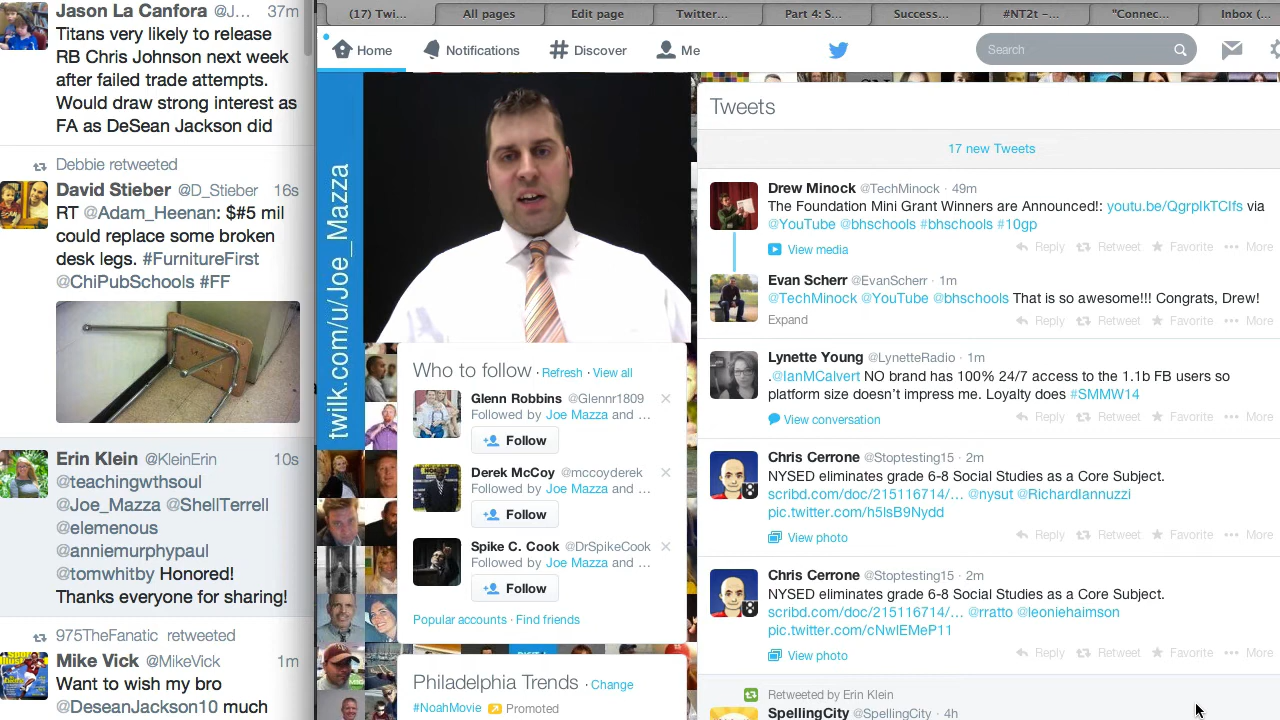 Jason La Canfora @J... 37m
Titans very likely to release
RB Chris Johnson next week
after failed trade attempts.
Would draw strong interest as
FA as DeSean Jackson did
Debbie retweeted
David Stieber @D_Stieber 16s
RT @Adam_Heenan: $#5 mil
could replace some broken
desk legs. #FurnitureFirst
@ChiPubSchools #FF
Erin Klein @KleinErin 10s
@teachingwthsoul
@Joe_Mazza @ShellTerrell
@elemenous
@anniemurphypaul
@tomwhitby Honored!
Thanks everyone for sharing!
975TheFanatic retweeted
Mike Vick @MikeVick 1m
Want to wish my bro
@DeseanJackson10 much
(17) Twi... All pages Edit page Twitter... Part 4: S... Success... #NT2t –... "Connec... Inbox (...
Home Notifications Discover Me Search
twilk.com/u/Joe_Mazza
Who to follow · Refresh · View all
Glenn Robbins @Glennr1809
Followed by Joe Mazza and ...
Follow
Derek McCoy @mccoyderek
Followed by Joe Mazza and ...
Follow
Spike C. Cook @DrSpikeCook
Followed by Joe Mazza and ...
Follow
Popular accounts · Find friends
Philadelphia Trends · Change
#NoahMovie Promoted
Tweets
17 new Tweets
Drew Minock @TechMinock · 49m
The Foundation Mini Grant Winners are Announced!: youtu.be/QgrpIkTCIfs via
@YouTube @bhschools #bhschools #10gp
View media Reply Retweet Favorite More
Evan Scherr @EvanScherr · 1m
@TechMinock @YouTube @bhschools That is so awesome!!! Congrats, Drew!
Expand Reply Retweet Favorite More
Lynette Young @LynetteRadio · 1m
.@IanMCalvert NO brand has 100% 24/7 access to the 1.1b FB users so
platform size doesn't impress me. Loyalty does #SMMW14
View conversation Reply Retweet Favorite More
Chris Cerrone @Stoptesting15 · 2m
NYSED eliminates grade 6-8 Social Studies as a Core Subject.
scribd.com/doc/215116714/... @nysut @RichardIannuzzi
pic.twitter.com/h5lsB9Nydd
View photo Reply Retweet Favorite More
Chris Cerrone @Stoptesting15 · 2m
NYSED eliminates grade 6-8 Social Studies as a Core Subject.
scribd.com/doc/215116714/... @rratto @leoniehaimson
pic.twitter.com/cNwlEMeP11
View photo Reply Retweet Favorite More
Retweeted by Erin Klein
SpellingCity @SpellingCity · 4h